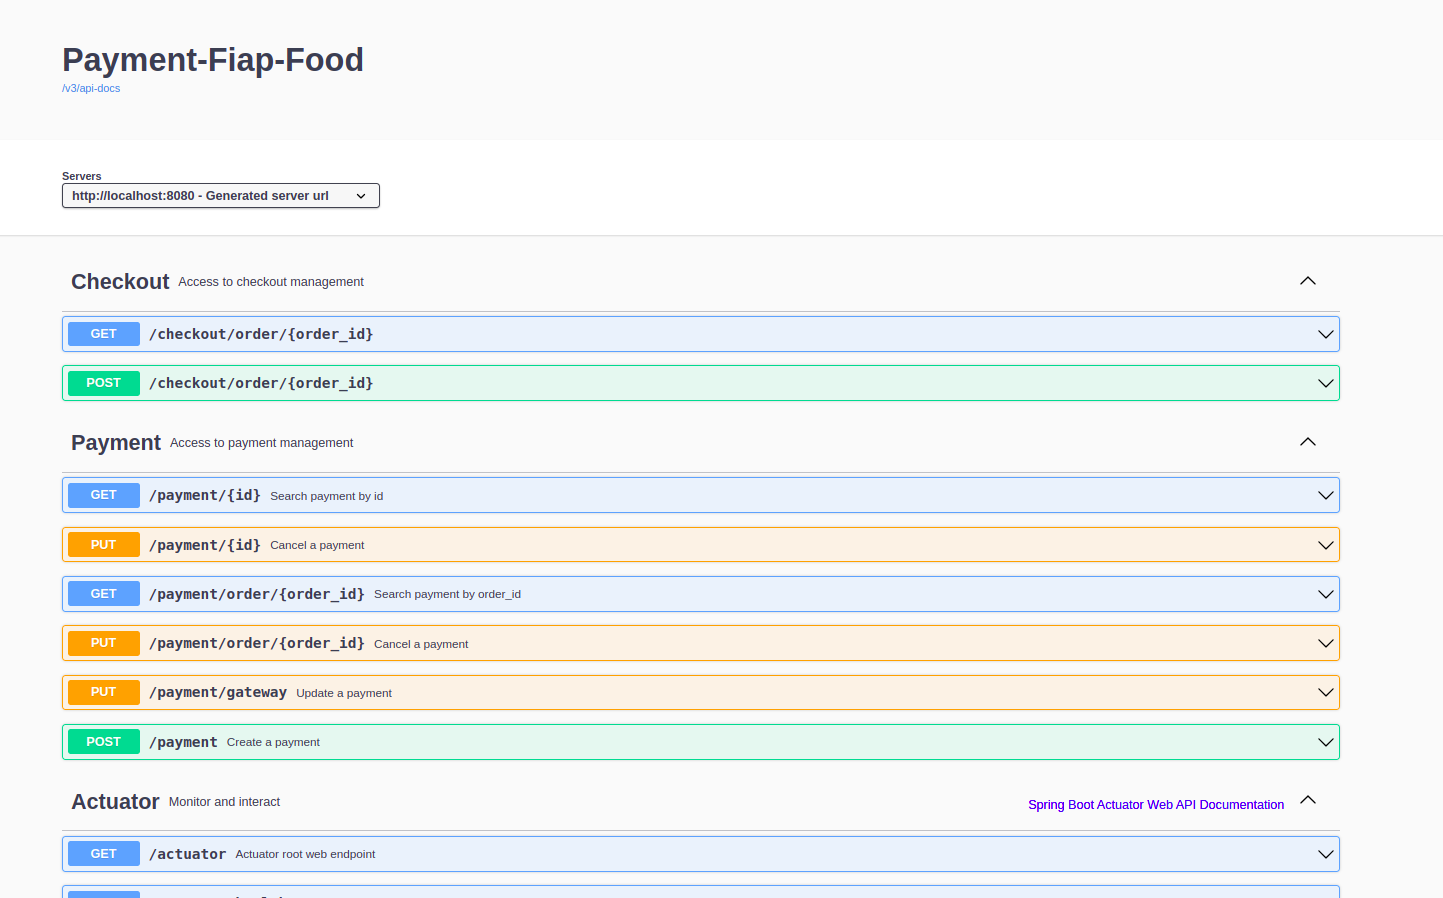 Payment-Fiap-Food
/v3/api-docs
Servers
http://localhost:8080 - Generated server url
Checkout Access to checkout management
GET /checkout/order/{order_id}
POST /checkout/order/{order_id}
Payment Access to payment management
GET /payment/{id} Search payment by id
PUT /payment/{id} Cancel a payment
GET /payment/order/{order_id} Search payment by order_id
PUT /payment/order/{order_id} Cancel a payment
PUT /payment/gateway Update a payment
POST /payment Create a payment
Actuator Monitor and interact Spring Boot Actuator Web API Documentation
GET /actuator Actuator root web endpoint